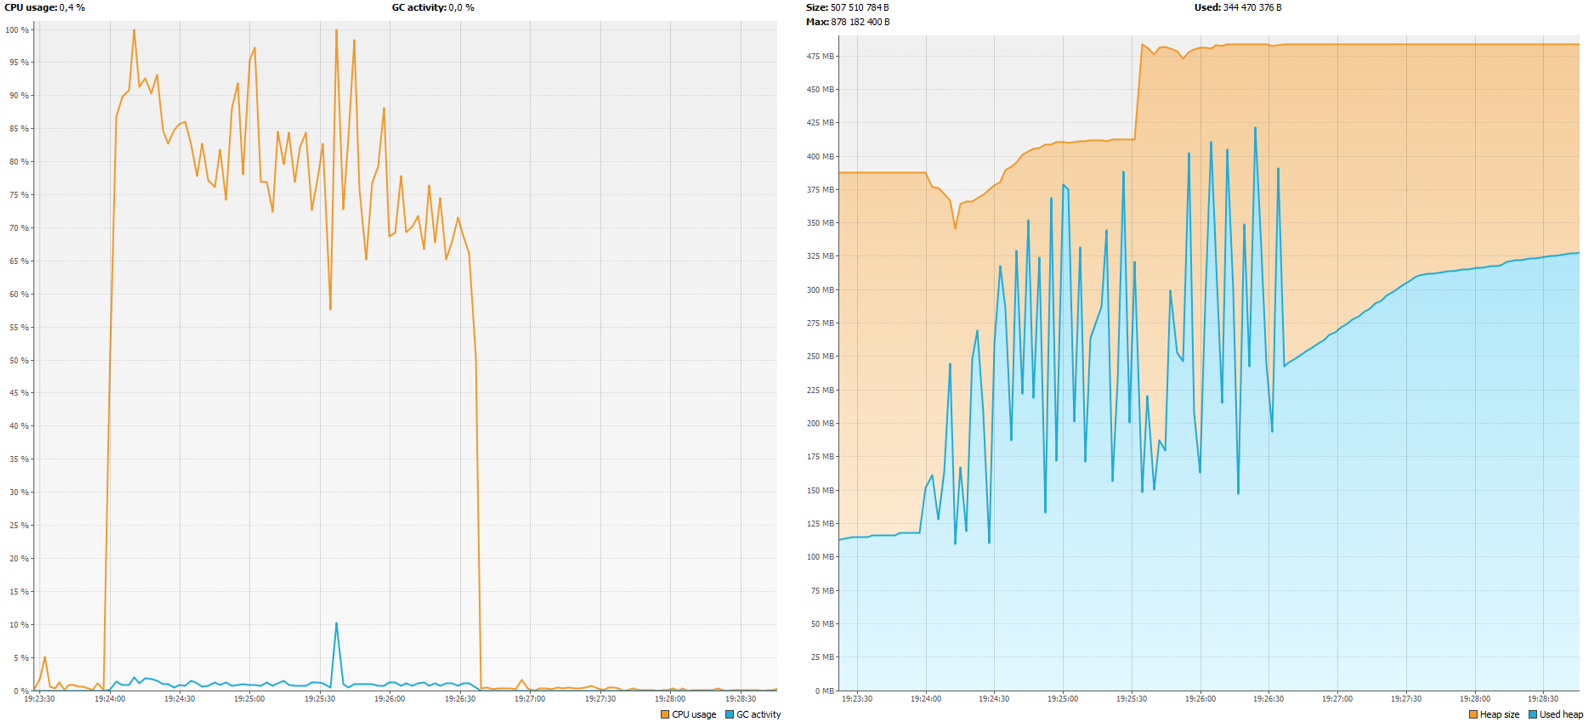 CPU usage: 0,4 %
GC activity: 0,0 %
100 %
95 %
90 %
85 %
80 %
75 %
70 %
65 %
60 %
55 %
50 %
45 %
40 %
35 %
30 %
25 %
20 %
15 %
10 %
5 %
0 %
19:23:30
19:24:00
19:24:30
19:25:00
19:25:30
19:26:00
19:26:30
19:27:00
19:27:30
19:28:00
19:28:30
CPU usage
GC activity
Size: 507 510 784 B
Used: 344 470 376 B
Max: 878 182 400 B
475 MB
450 MB
425 MB
400 MB
375 MB
350 MB
325 MB
300 MB
275 MB
250 MB
225 MB
200 MB
175 MB
150 MB
125 MB
100 MB
75 MB
50 MB
25 MB
0 MB
19:23:30
19:24:00
19:24:30
19:25:00
19:25:30
19:26:00
19:26:30
19:27:00
19:27:30
19:28:00
19:28:30
Heap size
Used heap